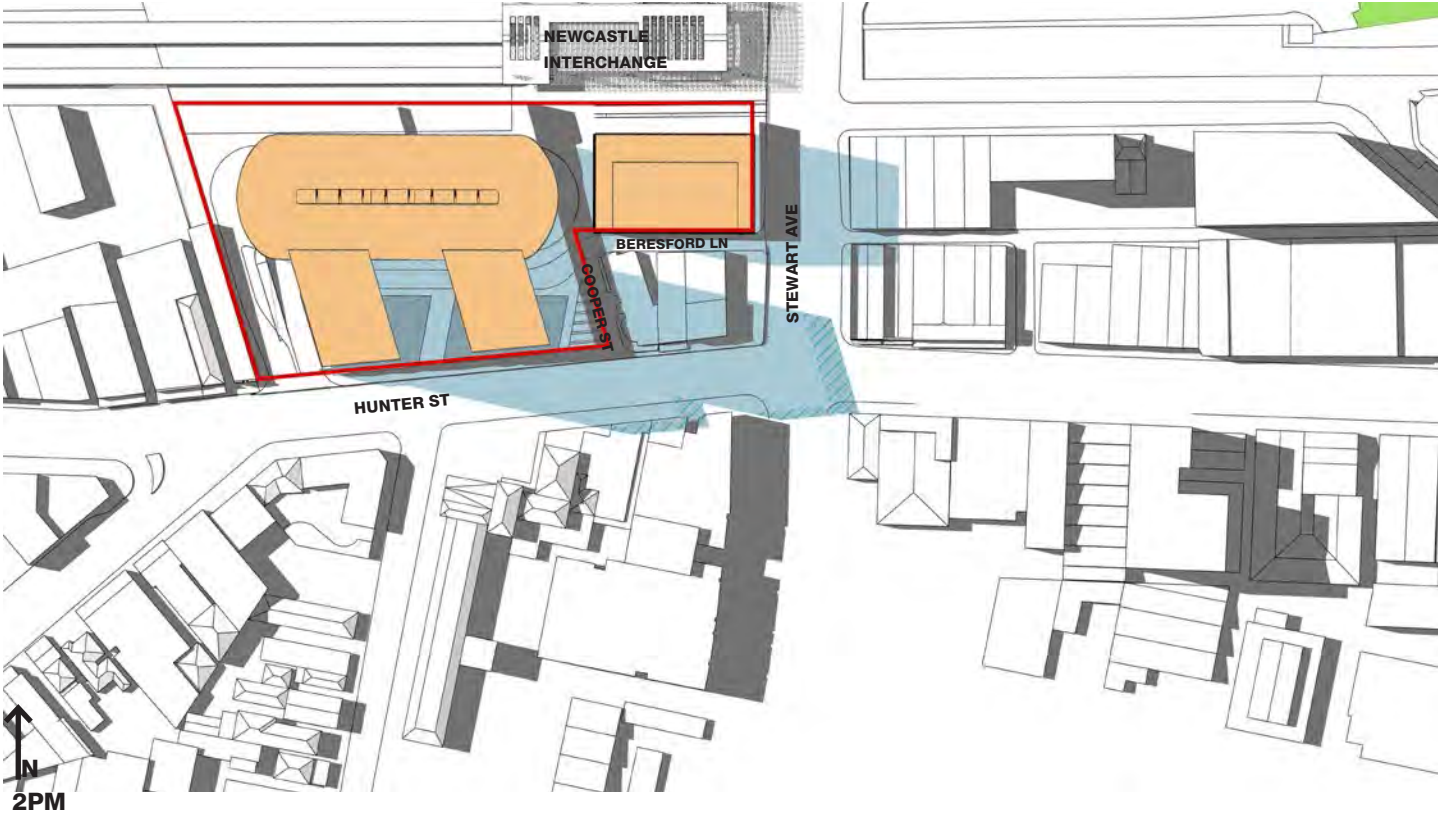 NEWCASTLE
INTERCHANGE
BERESFORD LN
STEWART AVE
COOPER ST
HUNTER ST
N
2PM